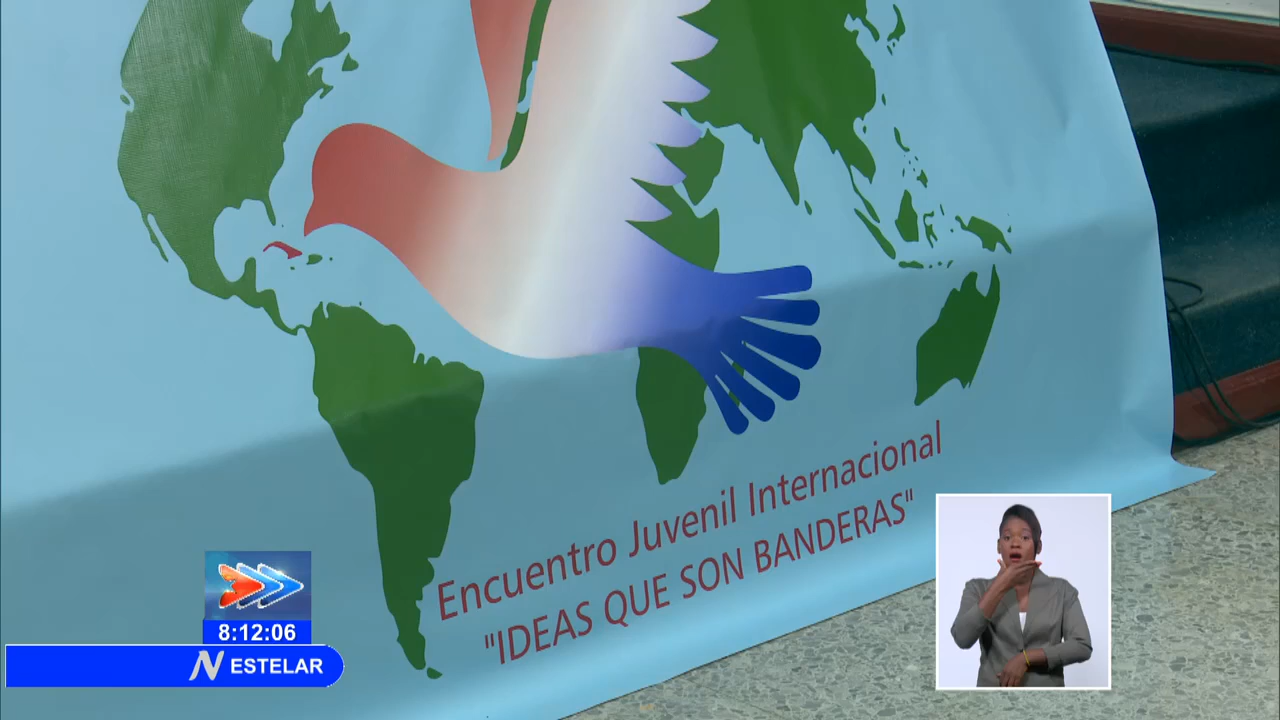 Encuentro Juvenil Internacional
"IDEAS QUE SON BANDERAS"
8:12:06
N ESTELAR